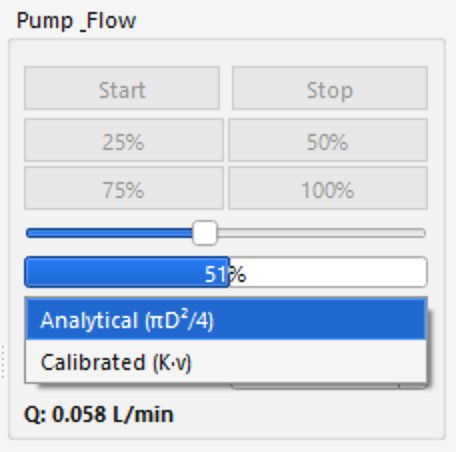 Pump _Flow
Start Stop
25% 50%
75% 100%
51%
Analytical (πD²/4)
Calibrated (K·v)
Q: 0.058 L/min